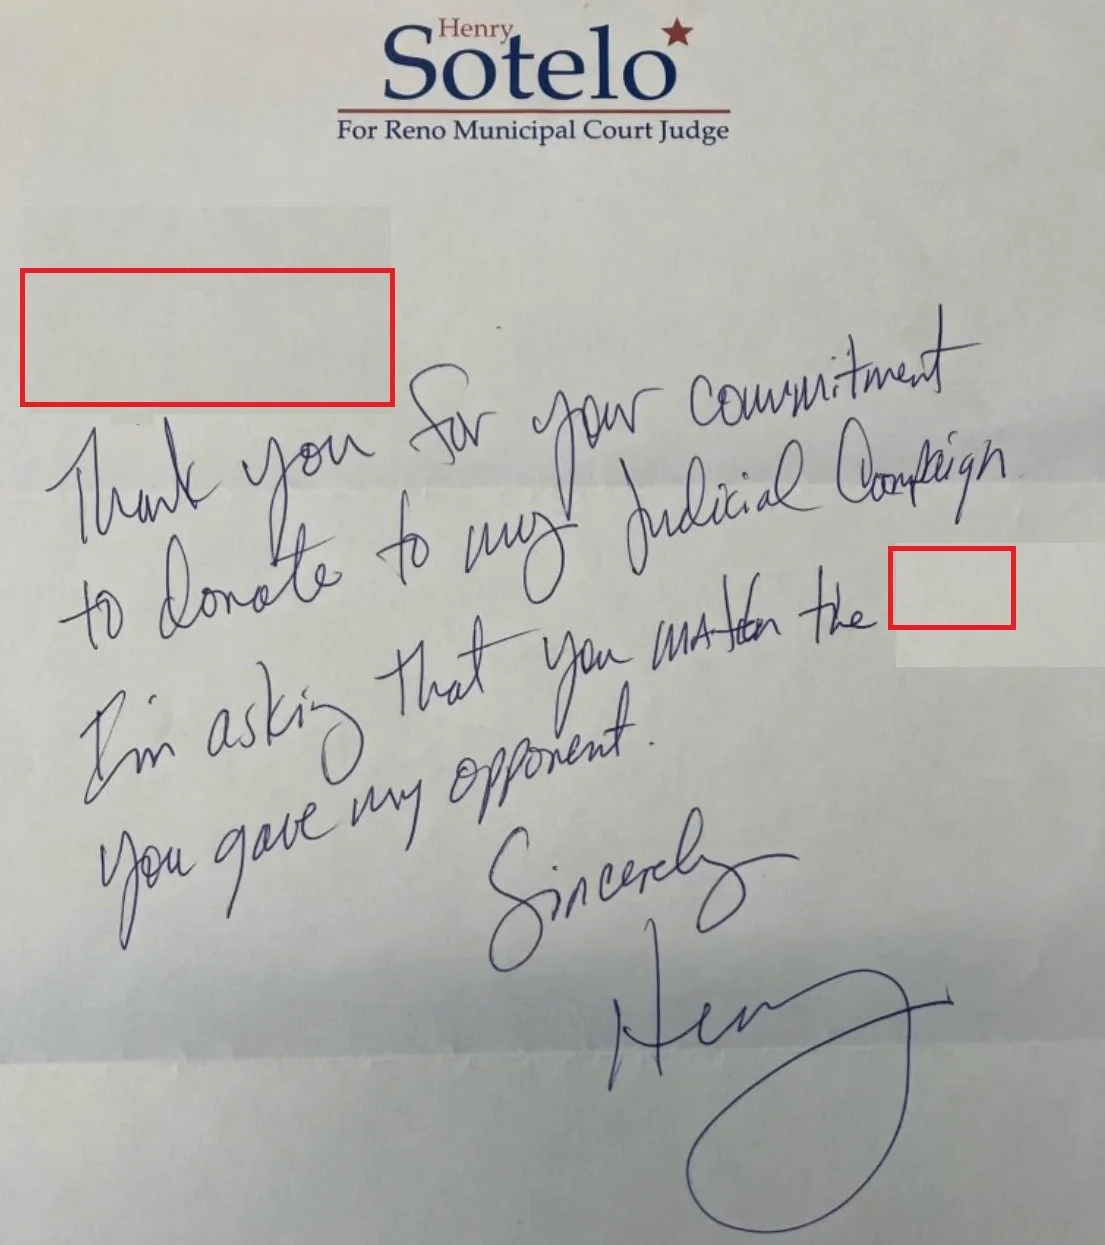 Henry
Sotelo
For Reno Municipal Court Judge
Thank you for your commitment
to donate to my Judicial Campaign
I'm asking that you match the
you gave my opponent.
Sincerely
Henry